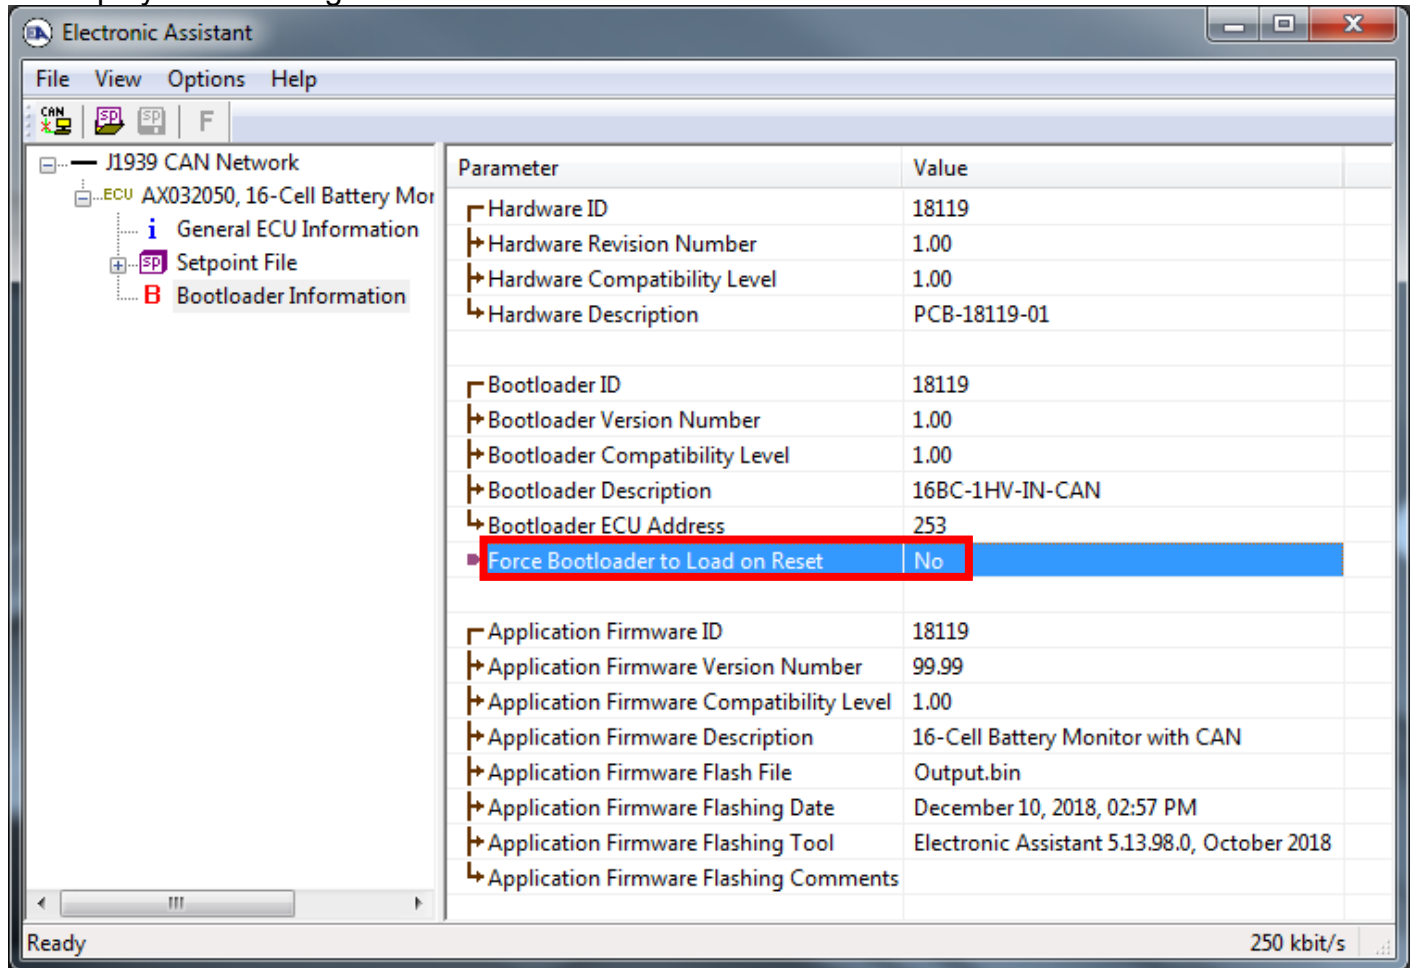 Electronic Assistant
File View Options Help
CAN SP SP F
J1939 CAN Network
ECU AX032050, 16-Cell Battery Mor
i General ECU Information
SP Setpoint File
B Bootloader Information
Parameter Value
Hardware ID 18119
Hardware Revision Number 1.00
Hardware Compatibility Level 1.00
Hardware Description PCB-18119-01
Bootloader ID 18119
Bootloader Version Number 1.00
Bootloader Compatibility Level 1.00
Bootloader Description 16BC-1HV-IN-CAN
Bootloader ECU Address 253
Force Bootloader to Load on Reset No
Application Firmware ID 18119
Application Firmware Version Number 99.99
Application Firmware Compatibility Level 1.00
Application Firmware Description 16-Cell Battery Monitor with CAN
Application Firmware Flash File Output.bin
Application Firmware Flashing Date December 10, 2018, 02:57 PM
Application Firmware Flashing Tool Electronic Assistant 5.13.98.0, October 2018
Application Firmware Flashing Comments
Ready 250 kbit/s